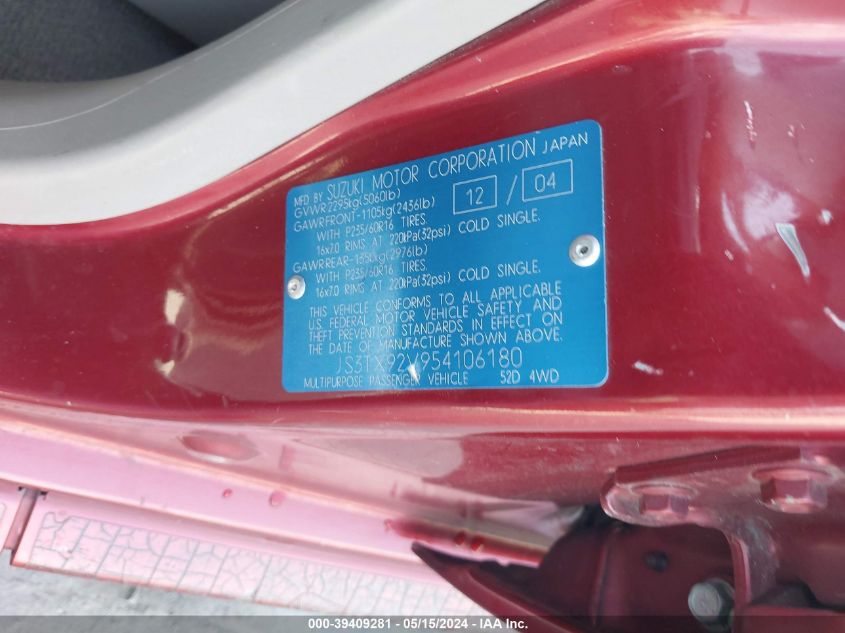 MFD BY SUZUKI MOTOR CORPORATION JAPAN
GVWR 2295kg(5060lb) 12 / 04
GAWRFRONT-1105kg(2436lb)
WITH P235/60R16 TIRES.
16x7.0 RIMS AT 220kPa(32psi) COLD SINGLE.
GAWRREAR-1350kg(2976lb)
WITH P235/60R16 TIRES.
16x7.0 RIMS AT 220kPa(32psi) COLD SINGLE.
THIS VEHICLE CONFORMS TO ALL APPLICABLE
U.S. FEDERAL MOTOR VEHICLE SAFETY AND
THEFT PREVENTION STANDARDS IN EFFECT ON
THE DATE OF MANUFACTURE SHOWN ABOVE.
JS3TX92V954106180
MULTIPURPOSE PASSENGER VEHICLE 52D 4WD
000-39409281 - 05/15/2024 - IAA Inc.